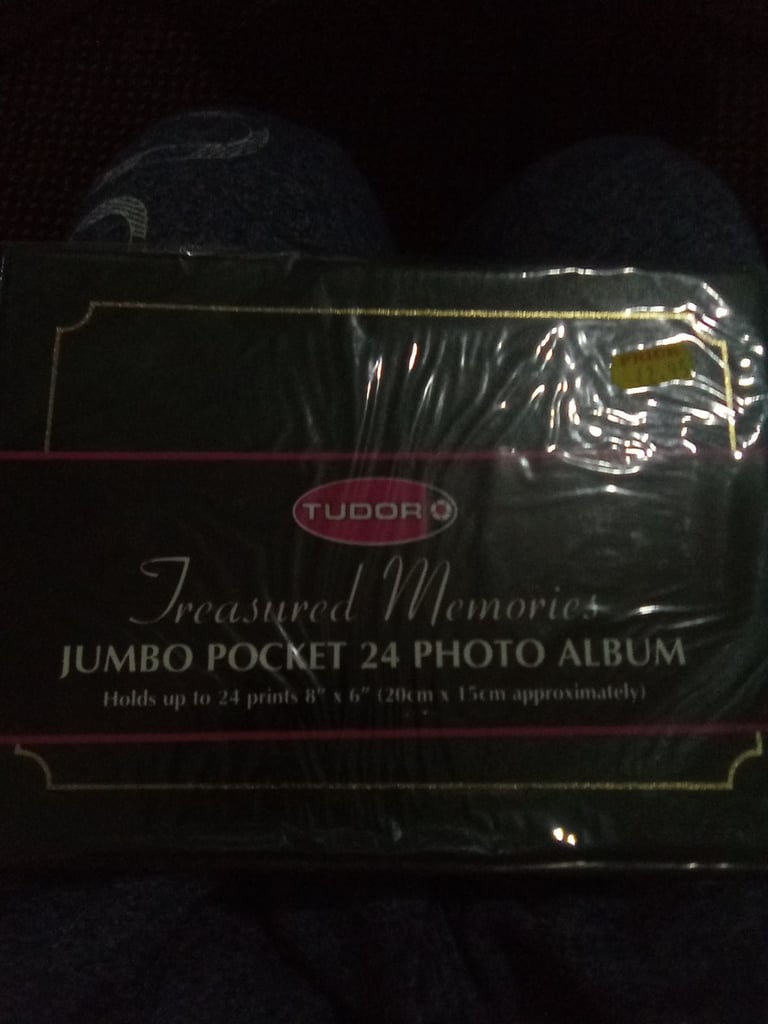 TUDOR
Treasured Memories
JUMBO POCKET 24 PHOTO ALBUM
Holds up to 24 prints 8" x 6" (20cm x 15cm approximately)